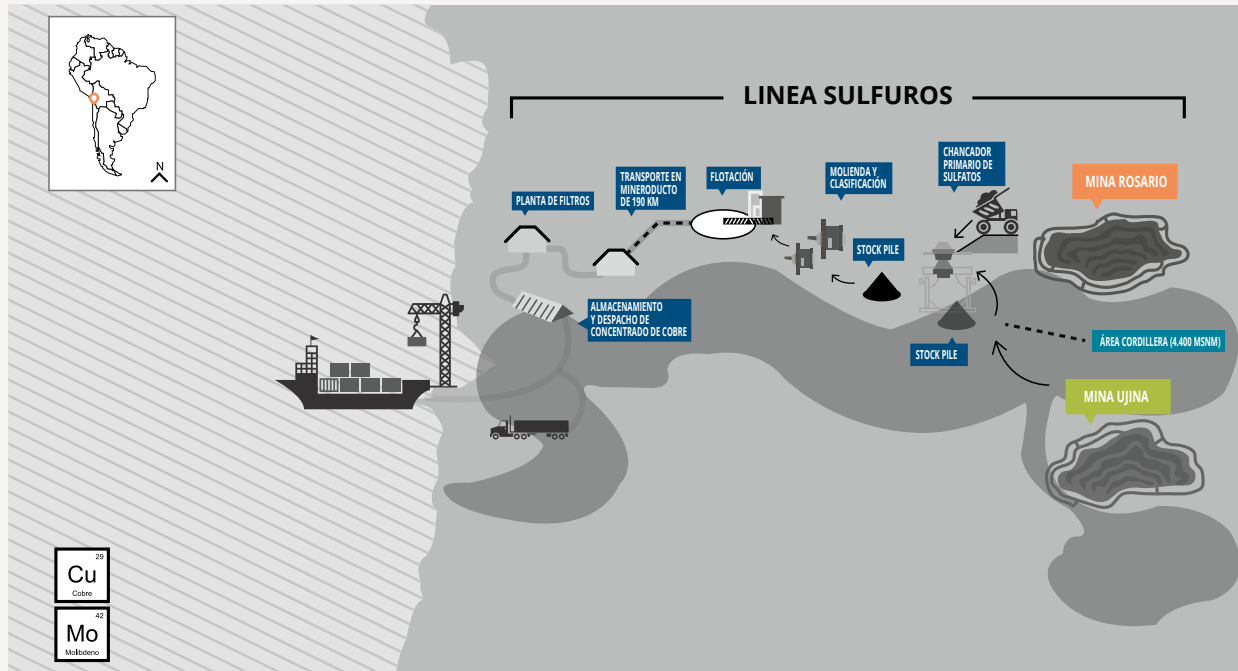 N
LINEA SULFUROS
CHANCADOR
PRIMARIO DE
SULFATOS
MINA ROSARIO
MOLIENDA Y
CLASIFICACIÓN
FLOTACIÓN
TRANSPORTE EN
MINERODUCTO
DE 190 KM
PLANTA DE FILTROS
STOCK PILE
ALMACENAMIENTO
Y DESPACHO DE
CONCENTRADO DE COBRE
STOCK PILE
ÁREA CORDILLERA (4.400 MSNM)
MINA UJINA
29
Cu
Cobre
42
Mo
Molibdeno